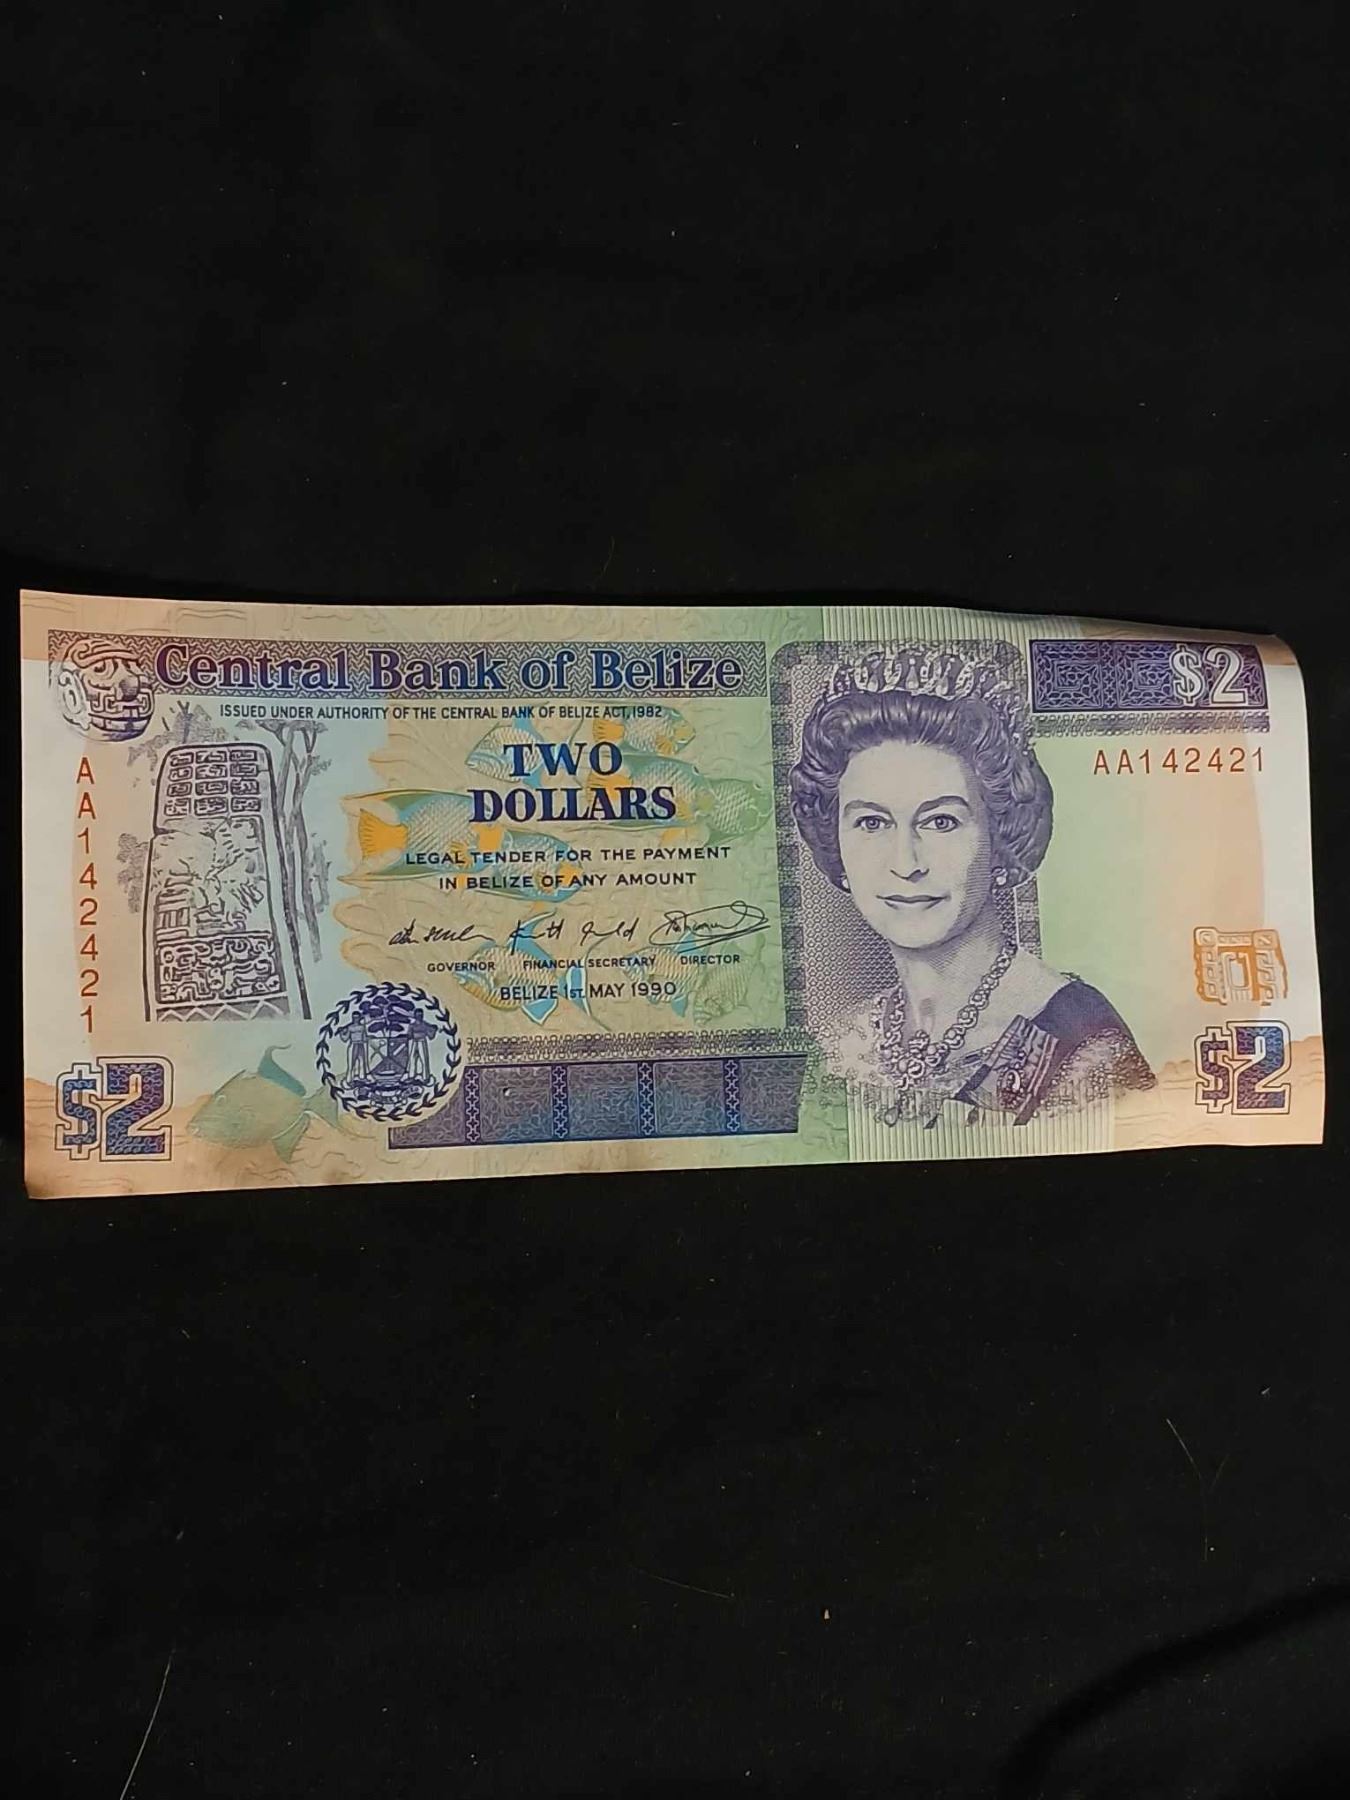 Central Bank of Belize
$2
ISSUED UNDER AUTHORITY OF THE CENTRAL BANK OF BELIZE ACT, 1982
TWO
DOLLARS
AA142421
AA142421
LEGAL TENDER FOR THE PAYMENT
IN BELIZE OF ANY AMOUNT
GOVERNOR FINANCIAL SECRETARY DIRECTOR
BELIZE 1ST. MAY 1990
$2
$2